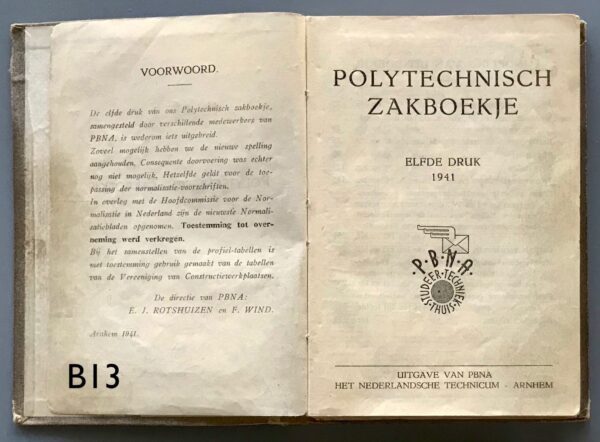 VOORWOORD.
De elfde druk van ons Polytechnisch zakboekje,
samengesteld door verschillende medewerkers van
PBNA, is wederom iets uitgebreid.
Zoveel mogelijk hebben we de nieuwe spelling
aangehouden. Consequente doorvoering was echter
nog niet mogelijk. Hetzelfde geldt voor de toe-
passing der normalisatie-voorschriften.
In overleg met de Hoofdcommissie voor de Nor-
malisatie in Nederland zijn de nieuwste Normali-
satiebladen opgenomen. Toestemming tot over-
neming werd verkregen.
Bij het samenstellen van de profiel-tabellen is
met toestemming gebruik gemaakt van de tabellen
van de Vereeniging van Constructiewerkplaatsen.
De directie van PBNA:
E. J. ROTSHUIZEN en F. WIND.
Arnhem 1941.
B13
POLYTECHNISCH
ZAKBOEKJE
ELFDE DRUK
1941
· P · B · N · A ·
STUDEER · TECHNIEK · THUIS
UITGAVE VAN PBNA
HET NEDERLANDSCHE TECHNICUM - ARNHEM